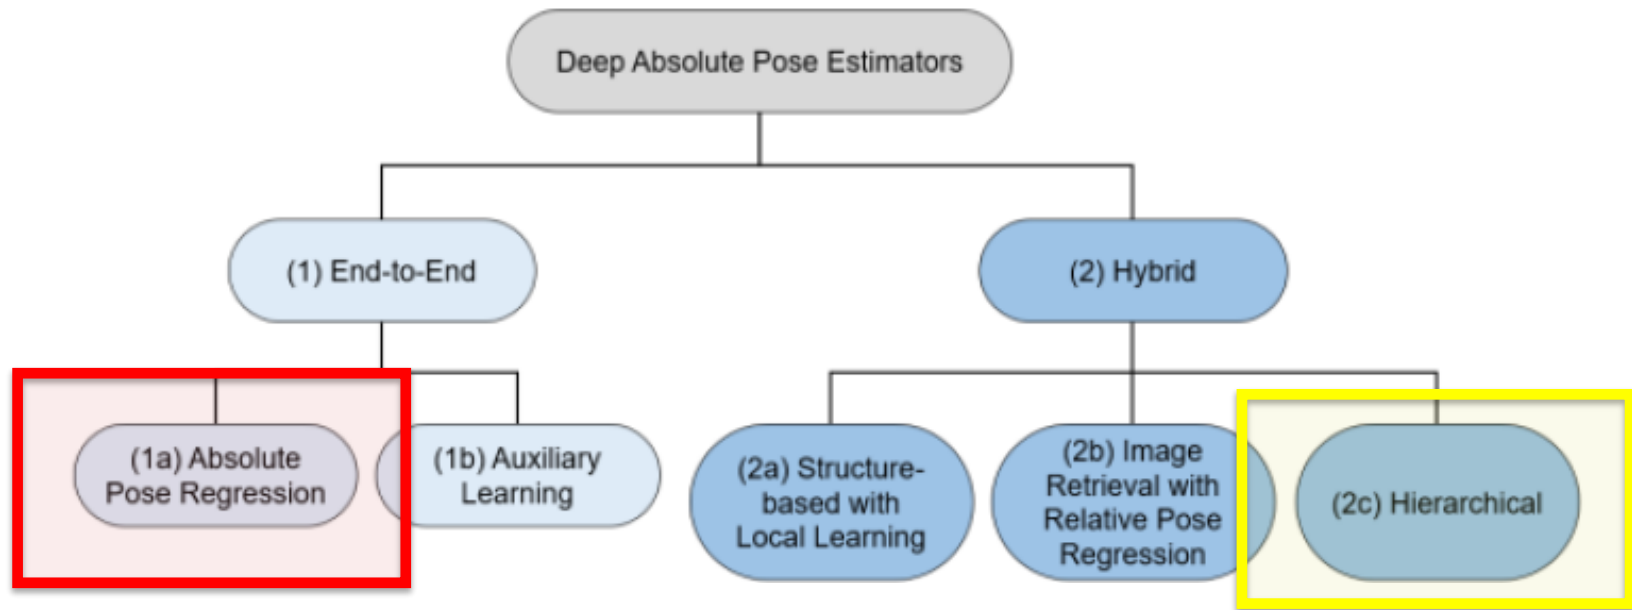 Deep Absolute Pose Estimators
(1) End-to-End
(2) Hybrid
(1a) Absolute
Pose Regression
(1b) Auxiliary
Learning
(2a) Structure-
based with
Local Learning
(2b) Image
Retrieval with
Relative Pose
Regression
(2c) Hierarchical